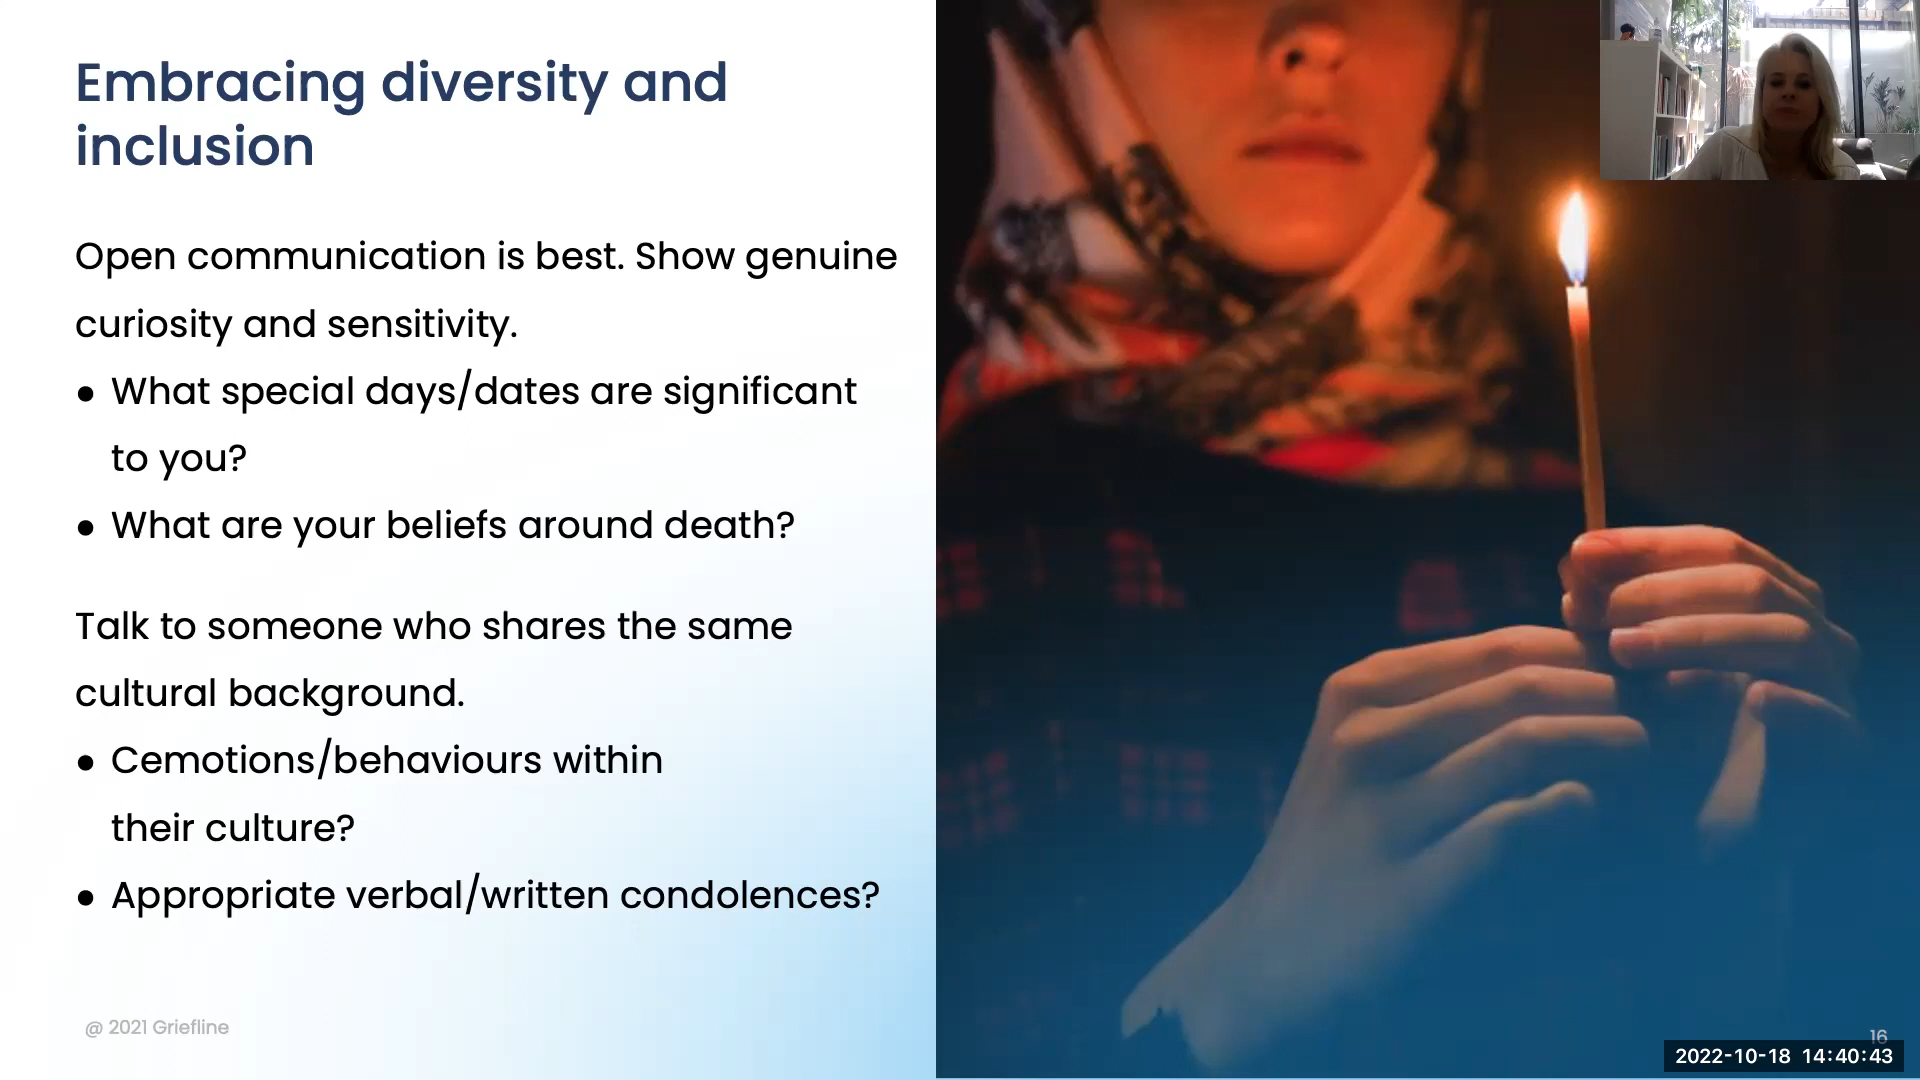 Embracing diversity and
inclusion
Open communication is best. Show genuine
curiosity and sensitivity.
• What special days/dates are significant
to you?
• What are your beliefs around death?
Talk to someone who shares the same
cultural background.
• Cemotions/behaviours within
their culture?
• Appropriate verbal/written condolences?
@ 2021 Griefline
16
2022-10-18 14:40:43